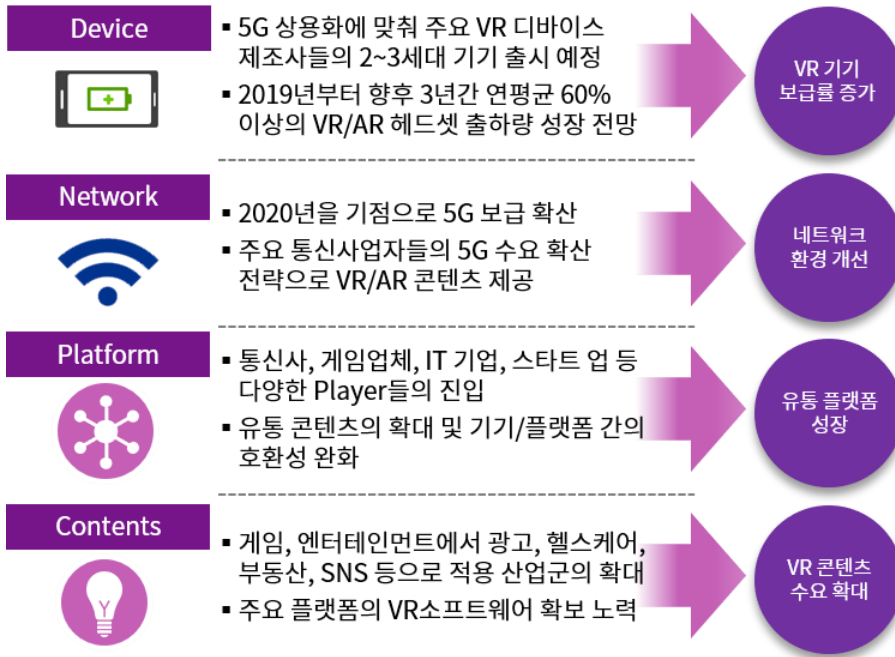 Device
▪ 5G 상용화에 맞춰 주요 VR 디바이스
제조사들의 2~3세대 기기 출시 예정
▪ 2019년부터 향후 3년간 연평균 60%
이상의 VR/AR 헤드셋 출하량 성장 전망
VR 기기
보급률 증가
Network
▪ 2020년을 기점으로 5G 보급 확산
▪ 주요 통신사업자들의 5G 수요 확산
전략으로 VR/AR 콘텐츠 제공
네트워크
환경 개선
Platform
▪ 통신사, 게임업체, IT 기업, 스타트 업 등
다양한 Player들의 진입
▪ 유통 콘텐츠의 확대 및 기기/플랫폼 간의
호환성 완화
유통 플랫폼
성장
Contents
▪ 게임, 엔터테인먼트에서 광고, 헬스케어,
부동산, SNS 등으로 적용 산업군의 확대
▪ 주요 플랫폼의 VR소프트웨어 확보 노력
VR 콘텐츠
수요 확대